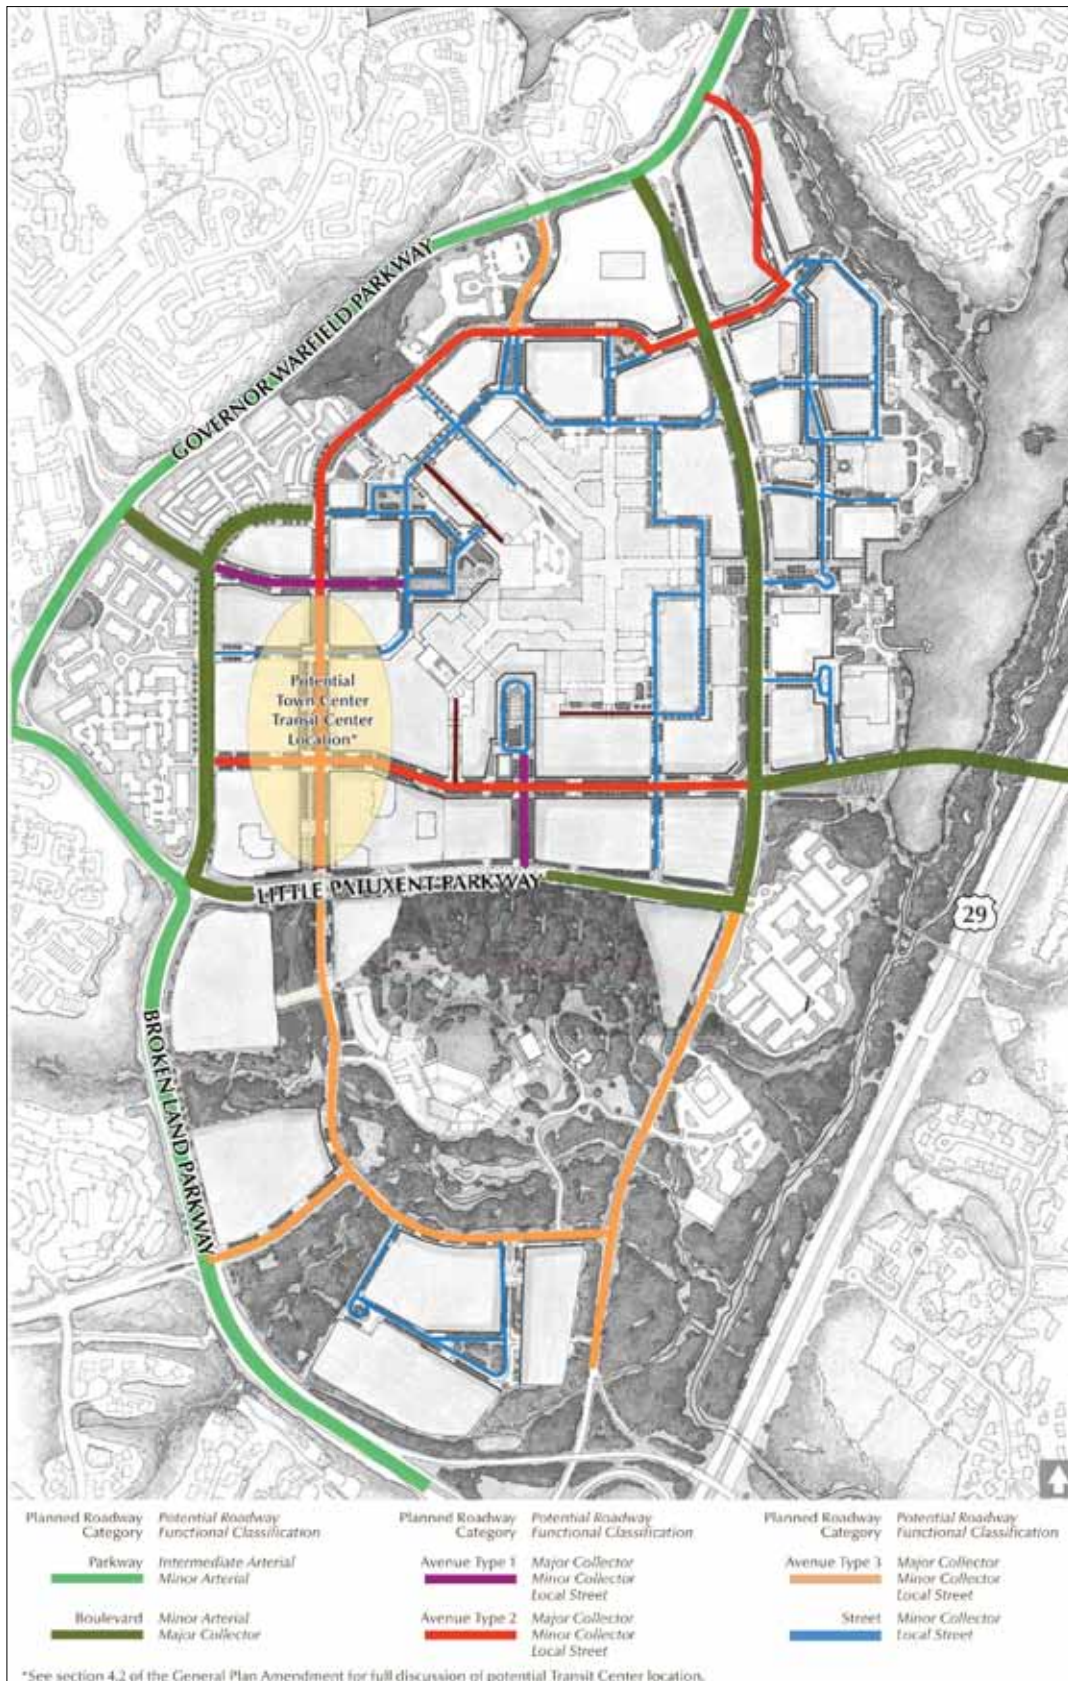 GOVERNOR WARFIELD PARKWAY
Potential
Town Center
Transit Center
Location*
LITTLE PATUXENT PARKWAY
29
BROKEN LAND PARKWAY
Planned Roadway Category
Potential Roadway Functional Classification
Parkway
Intermediate Arterial
Minor Arterial
Boulevard
Minor Arterial
Major Collector
Planned Roadway Category
Potential Roadway Functional Classification
Avenue Type 1
Major Collector
Minor Collector
Local Street
Avenue Type 2
Major Collector
Minor Collector
Local Street
Planned Roadway Category
Potential Roadway Functional Classification
Avenue Type 3
Major Collector
Minor Collector
Local Street
Street
Minor Collector
Local Street
*See section 4.2 of the General Plan Amendment for full discussion of potential Transit Center location.